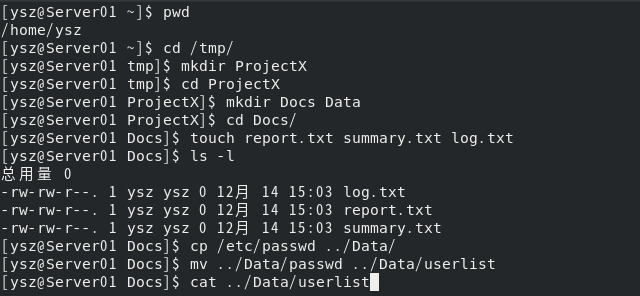 [ysz@Server01 ~]$ pwd
/home/ysz
[ysz@Server01 ~]$ cd /tmp/
[ysz@Server01 tmp]$ mkdir ProjectX
[ysz@Server01 tmp]$ cd ProjectX
[ysz@Server01 ProjectX]$ mkdir Docs Data
[ysz@Server01 ProjectX]$ cd Docs/
[ysz@Server01 Docs]$ touch report.txt summary.txt log.txt
[ysz@Server01 Docs]$ ls -l
总用量 0
-rw-rw-r--. 1 ysz ysz 0 12月 14 15:03 log.txt
-rw-rw-r--. 1 ysz ysz 0 12月 14 15:03 report.txt
-rw-rw-r--. 1 ysz ysz 0 12月 14 15:03 summary.txt
[ysz@Server01 Docs]$ cp /etc/passwd ../Data/
[ysz@Server01 Docs]$ mv ../Data/passwd ../Data/userlist
[ysz@Server01 Docs]$ cat ../Data/userlist